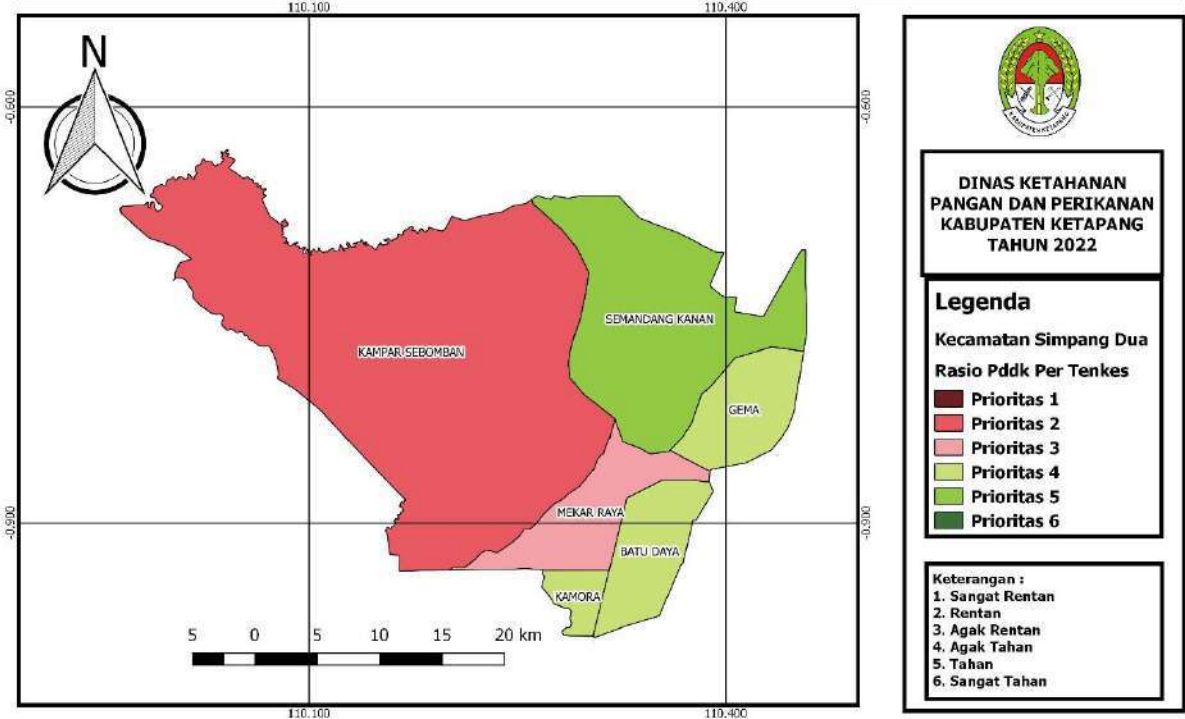 110.100
110.400
-0.600
-0.600
N
SEMANDANG KANAN
KAMPAR SEBOMBAN
GEMA
MEKAR RAYA
-0.900
-0.900
BATU DAYA
KAMORA
5 0 5 10 15 20 km
110.100
110.400
KABUPATEN KETAPANG
DINAS KETAHANAN
PANGAN DAN PERIKANAN
KABUPATEN KETAPANG
TAHUN 2022
Legenda
Kecamatan Simpang Dua
Rasio Pddk Per Tenkes
Prioritas 1
Prioritas 2
Prioritas 3
Prioritas 4
Prioritas 5
Prioritas 6
Keterangan :
1. Sangat Rentan
2. Rentan
3. Agak Rentan
4. Agak Tahan
5. Tahan
6. Sangat Tahan